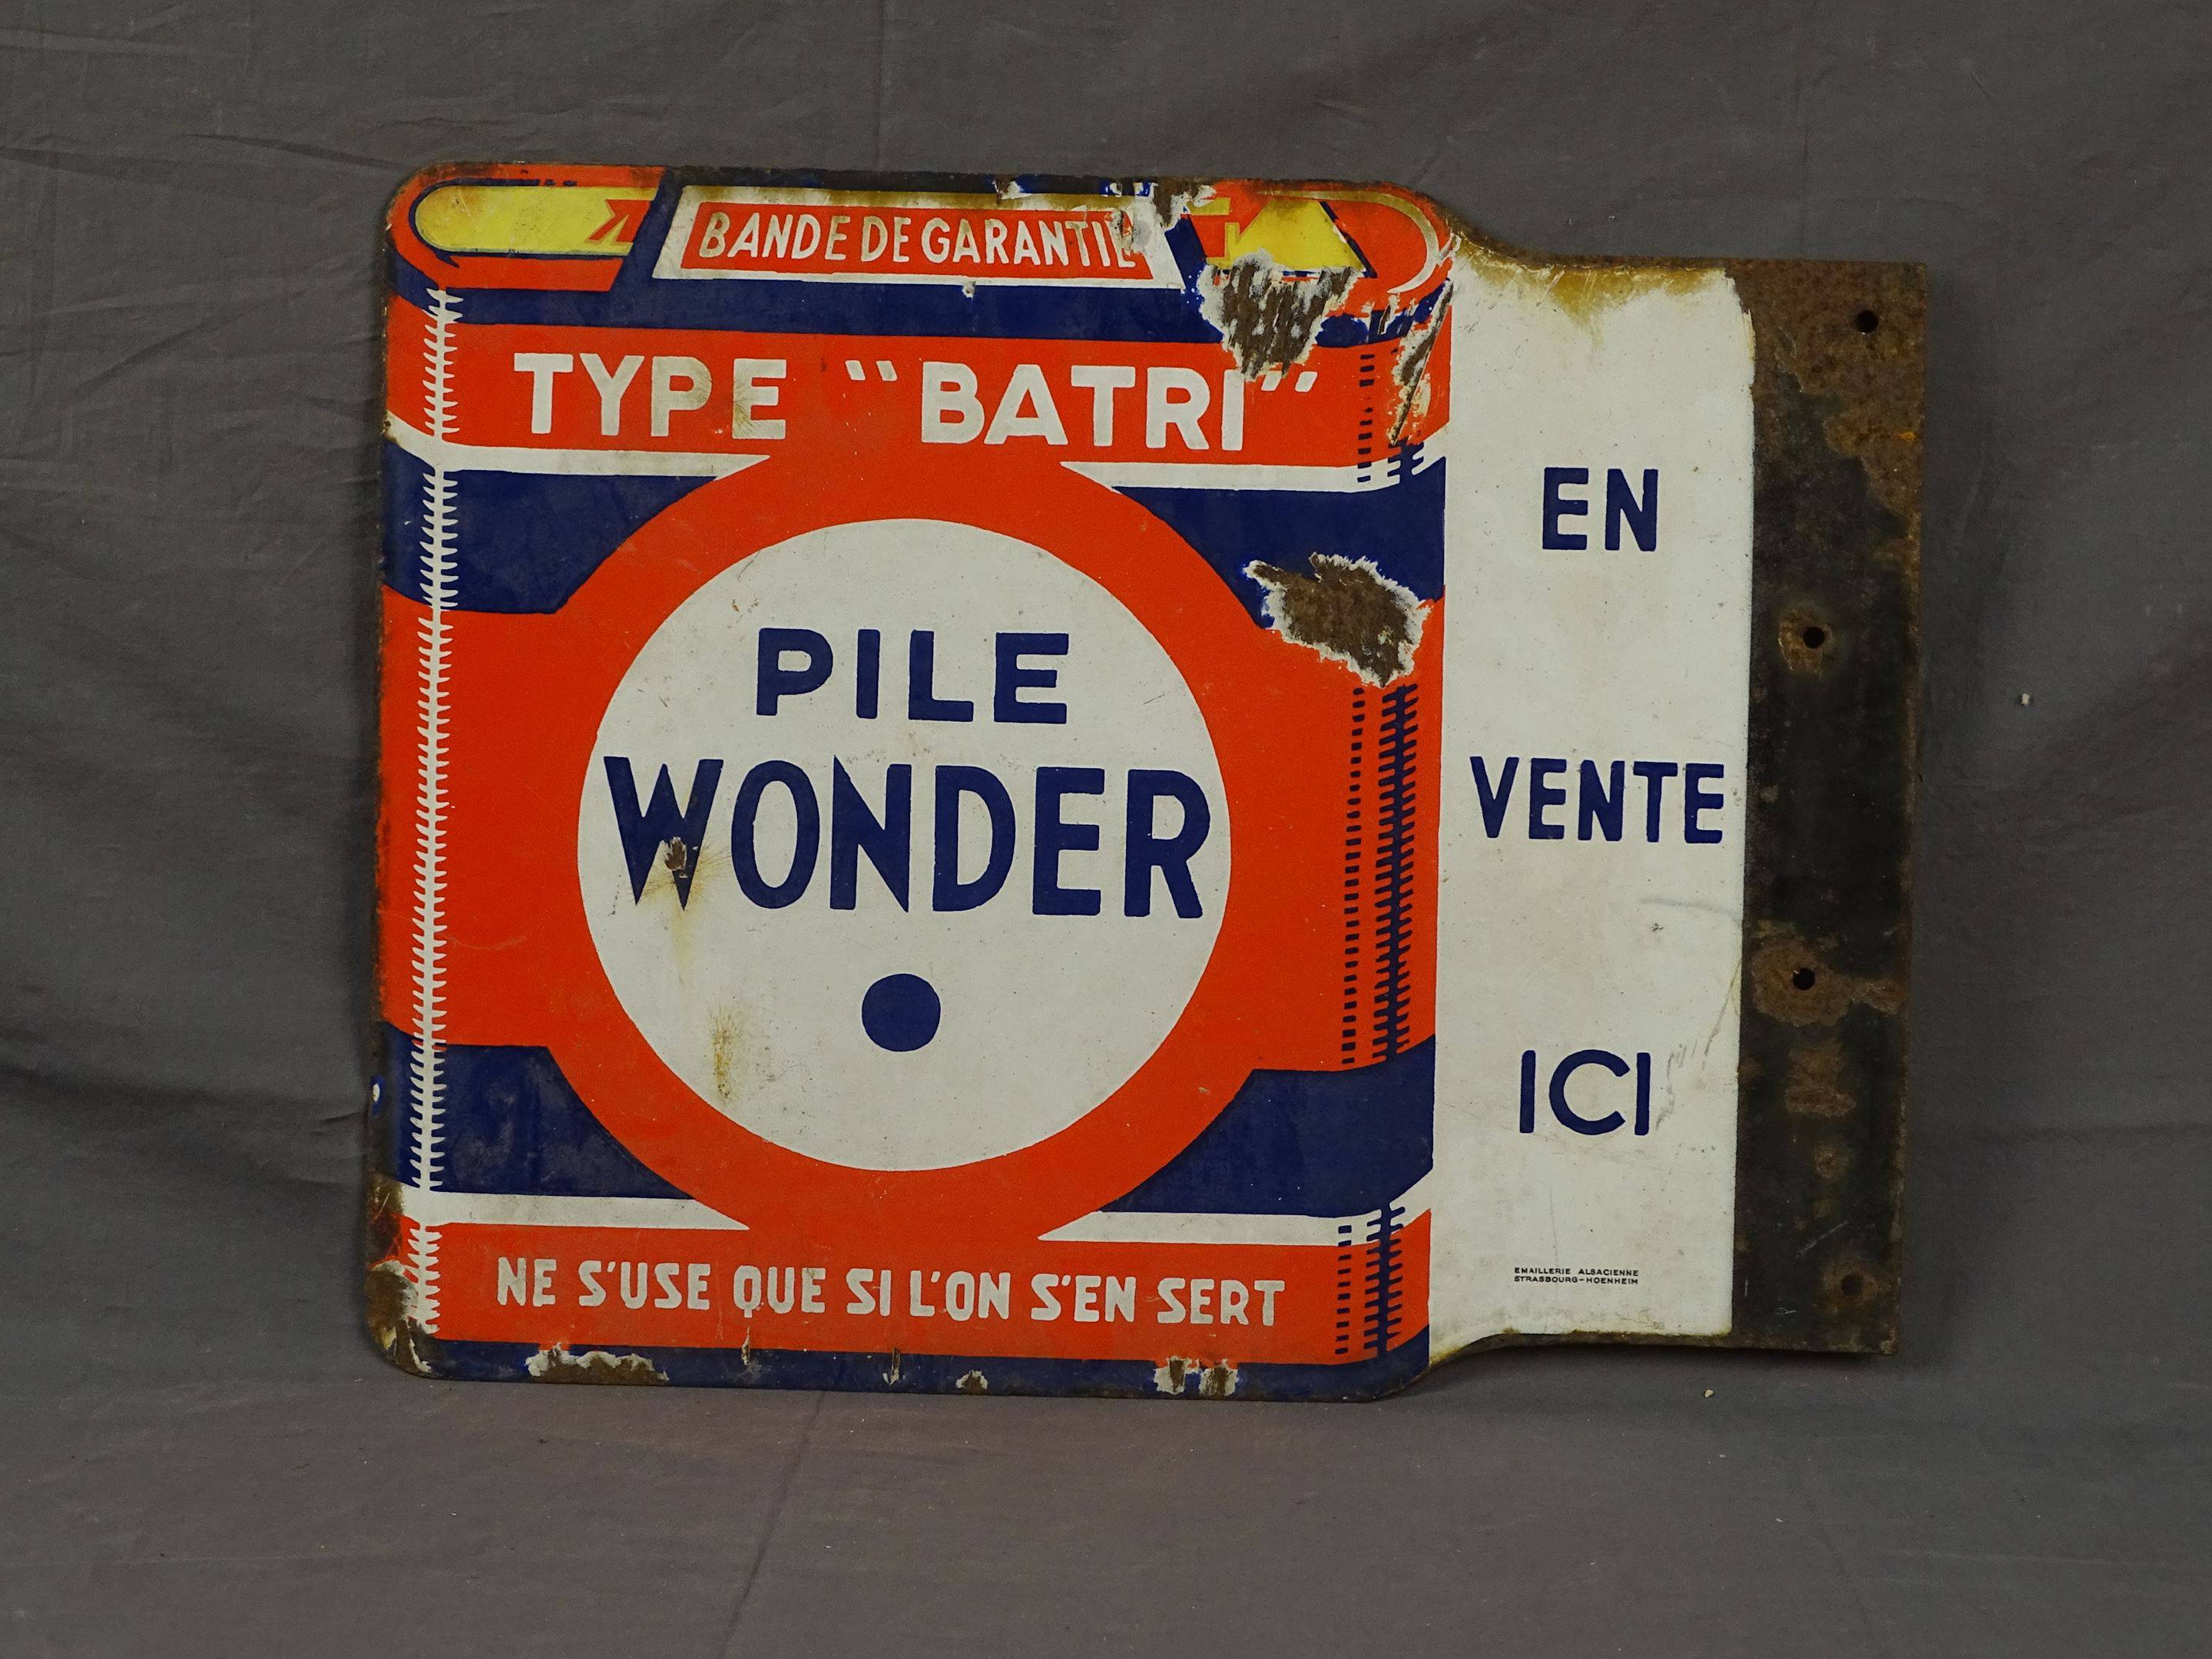 BANDE DE GARANTIE
TYPE "BATRI"
PILE
WONDER
NE S'USE QUE SI L'ON S'EN SERT
EN
VENTE
ICI
EMAILLERIE ALSACIENNE
STRASBOURG-HOENHEIM